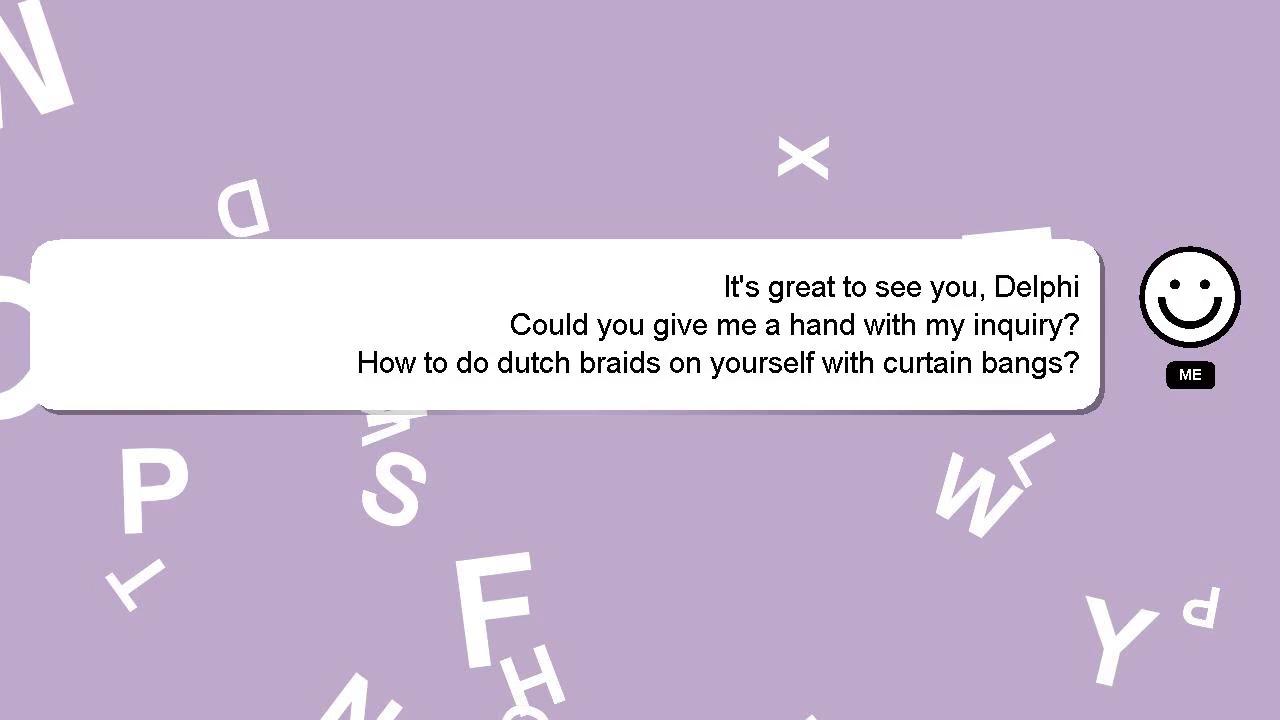 N
D
X
It's great to see you, Delphi
Could you give me a hand with my inquiry?
How to do dutch braids on yourself with curtain bangs?
ME
P
S
L
W
T
F
Y
P
H
N